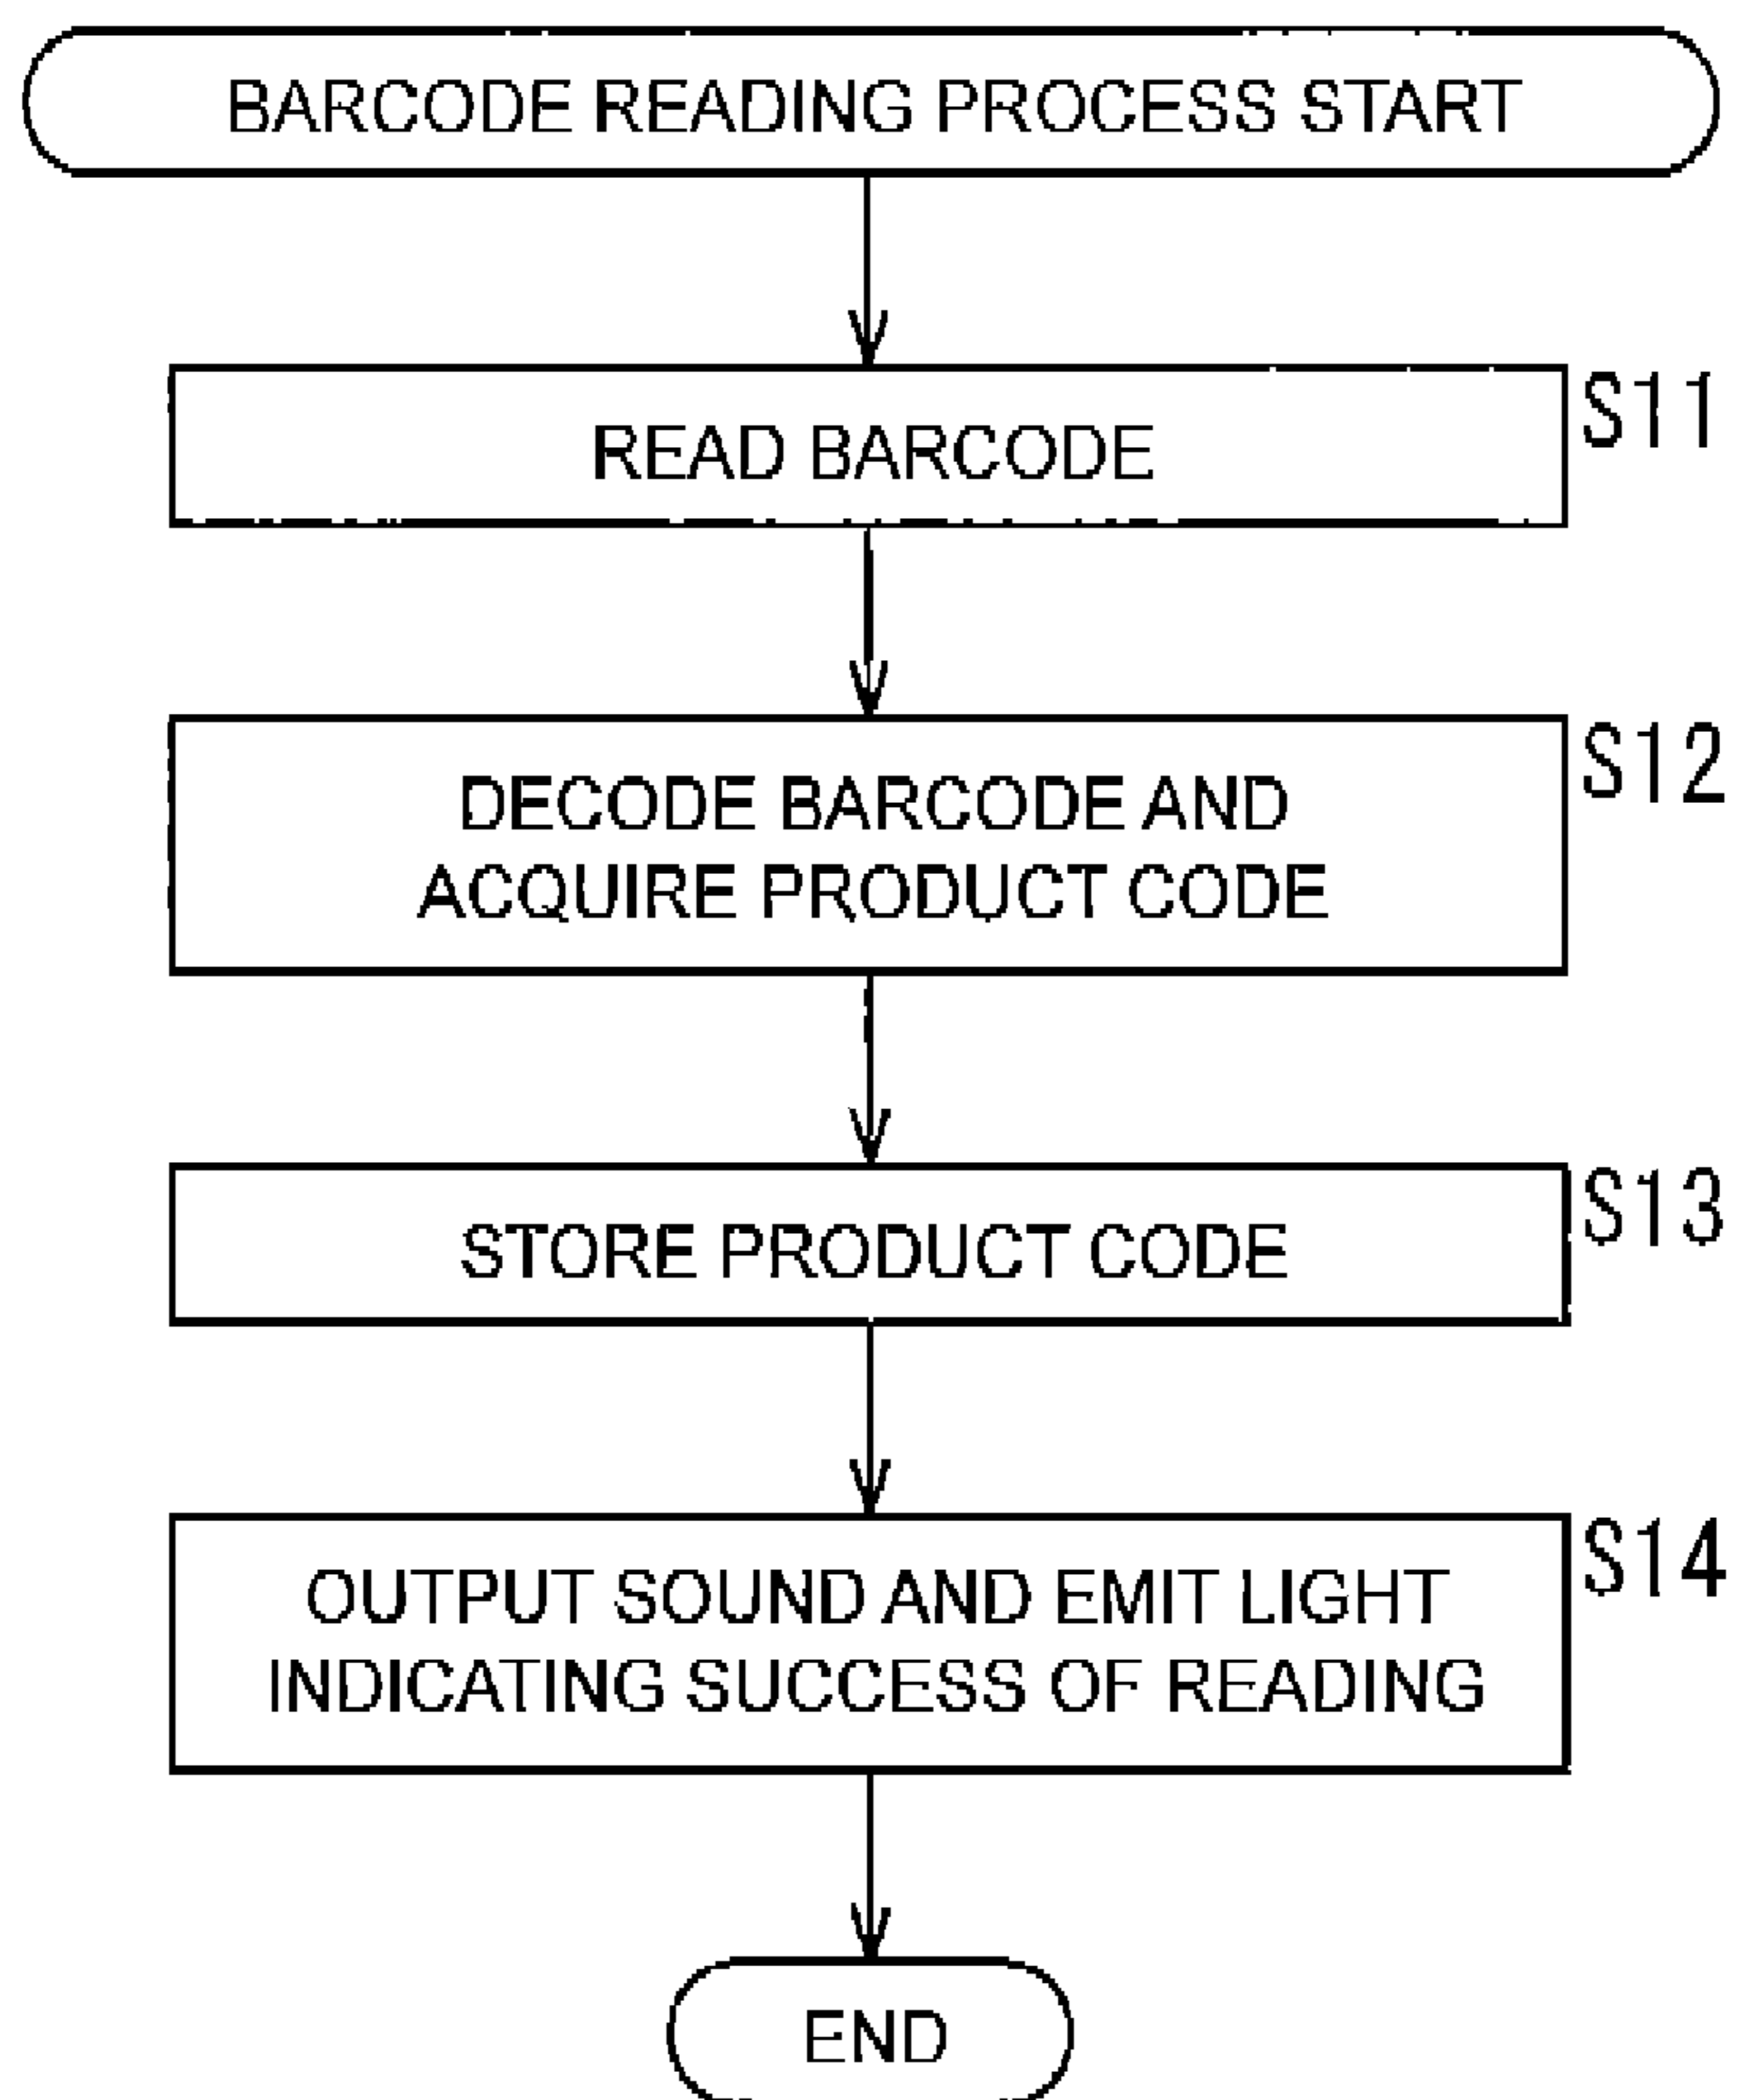 BARCODE READING PROCESS START
READ BARCODE
S11
DECODE BARCODE AND
ACQUIRE PRODUCT CODE
S12
STORE PRODUCT CODE
S13
OUTPUT SOUND AND EMIT LIGHT
INDICATING SUCCESS OF READING
S14
END